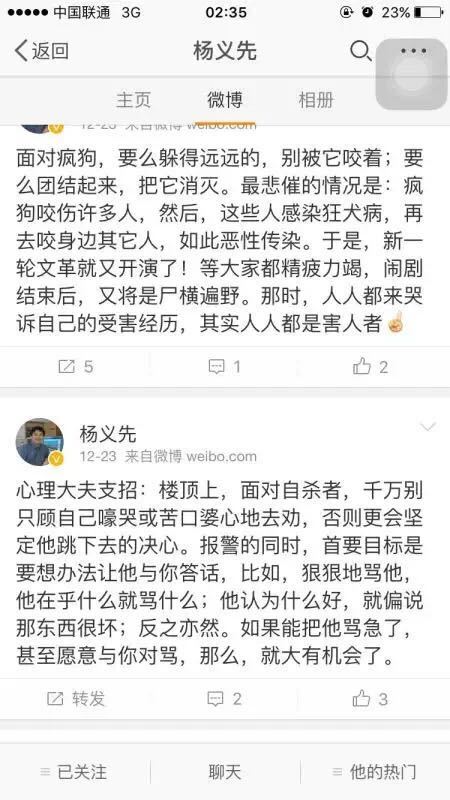 中国联通 3G 02:35 23%
返回 杨义先
主页 微博 相册
12-23 来自微博 weibo.com
面对疯狗，要么躲得远远的，别被它咬着；要
么团结起来，把它消灭。最悲催的情况是：疯
狗咬伤许多人，然后，这些人感染狂犬病，再
去咬身边其它人，如此恶性传染。于是，新一
轮文革就又开演了！等大家都精疲力竭，闹剧
结束后，又将是尸横遍野。那时，人人都来哭
诉自己的受害经历，其实人人都是害人者☝
5 1 2
杨义先
12-23 来自微博 weibo.com
心理大夫支招：楼顶上，面对自杀者，千万别
只顾自己嚎哭或苦口婆心地去劝，否则更会坚
定他跳下去的决心。报警的同时，首要目标是
要想办法让他与你答话，比如，狠狠地骂他，
他在乎什么就骂什么；他认为什么好，就偏说
那东西很坏；反之亦然。如果能把他骂急了，
甚至愿意与你对骂，那么，就大有机会了。
转发 2 3
已关注 聊天 他的热门